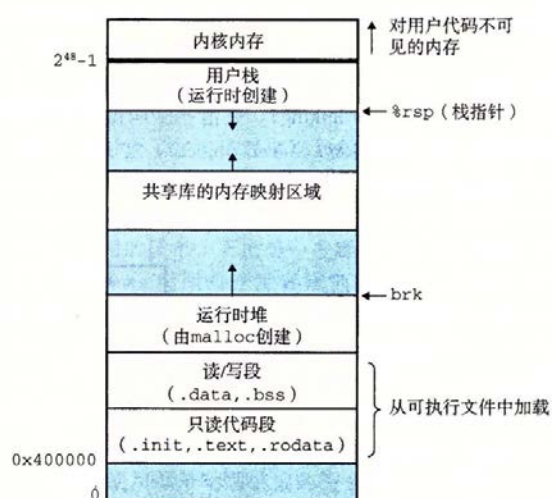 内核内存
对用户代码不可
见的内存
2⁴⁸-1
用户栈
(运行时创建)
%rsp (栈指针)
共享库的内存映射区域
brk
运行时堆
(由malloc创建)
读/写段
(.data,.bss)
只读代码段
(.init,.text,.rodata)
从可执行文件中加载
0x400000
0